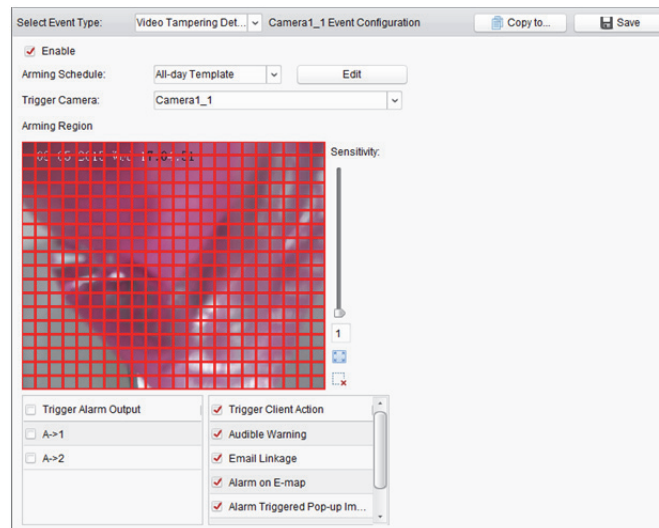 Select Event Type: Video Tampering Det... Camera1_1 Event Configuration Copy to... Save
Enable
Arming Schedule: All-day Template Edit
Trigger Camera: Camera1_1
Arming Region
Sensitivity:
1
Trigger Alarm Output
A->1
A->2
Trigger Client Action
Audible Warning
Email Linkage
Alarm on E-map
Alarm Triggered Pop-up Im...